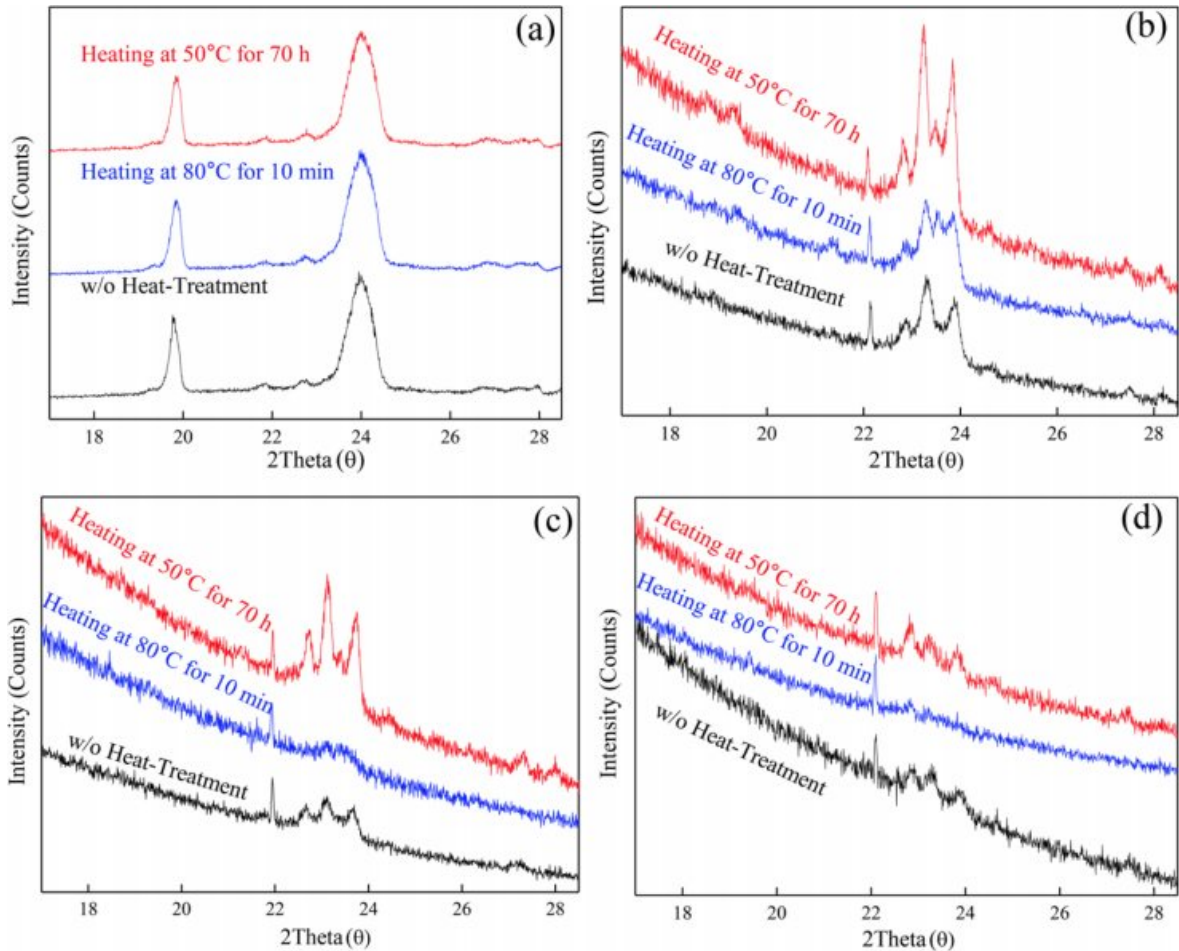 (a)
Heating at 50°C for 70 h
Heating at 80°C for 10 min
w/o Heat-Treatment
Intensity (Counts)
18 20 22 24 26 28
2Theta (θ)
(b)
Heating at 50°C for 70 h
Heating at 80°C for 10 min
w/o Heat-Treatment
Intensity (Counts)
18 20 22 24 26 28
2Theta (θ)
(c)
Heating at 50°C for 70 h
Heating at 80°C for 10 min
w/o Heat-Treatment
Intensity (Counts)
18 20 22 24 26 28
2Theta (θ)
(d)
Heating at 50°C for 70 h
Heating at 80°C for 10 min
w/o Heat-Treatment
Intensity (Counts)
18 20 22 24 26 28
2Theta (θ)